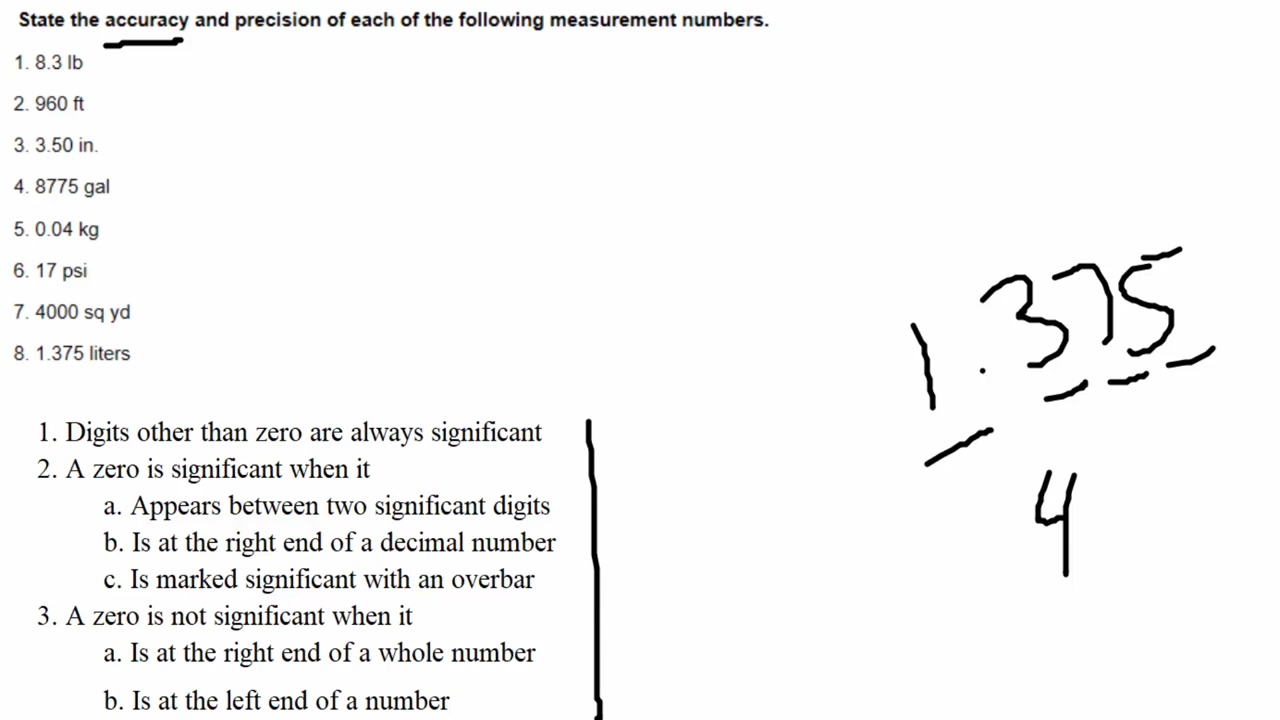 State the accuracy and precision of each of the following measurement numbers.
1. 8.3 lb
2. 960 ft
3. 3.50 in.
4. 8775 gal
5. 0.04 kg
6. 17 psi
7. 4000 sq yd
8. 1.375 liters
1.375
4
1. Digits other than zero are always significant
2. A zero is significant when it
a. Appears between two significant digits
b. Is at the right end of a decimal number
c. Is marked significant with an overbar
3. A zero is not significant when it
a. Is at the right end of a whole number
b. Is at the left end of a number